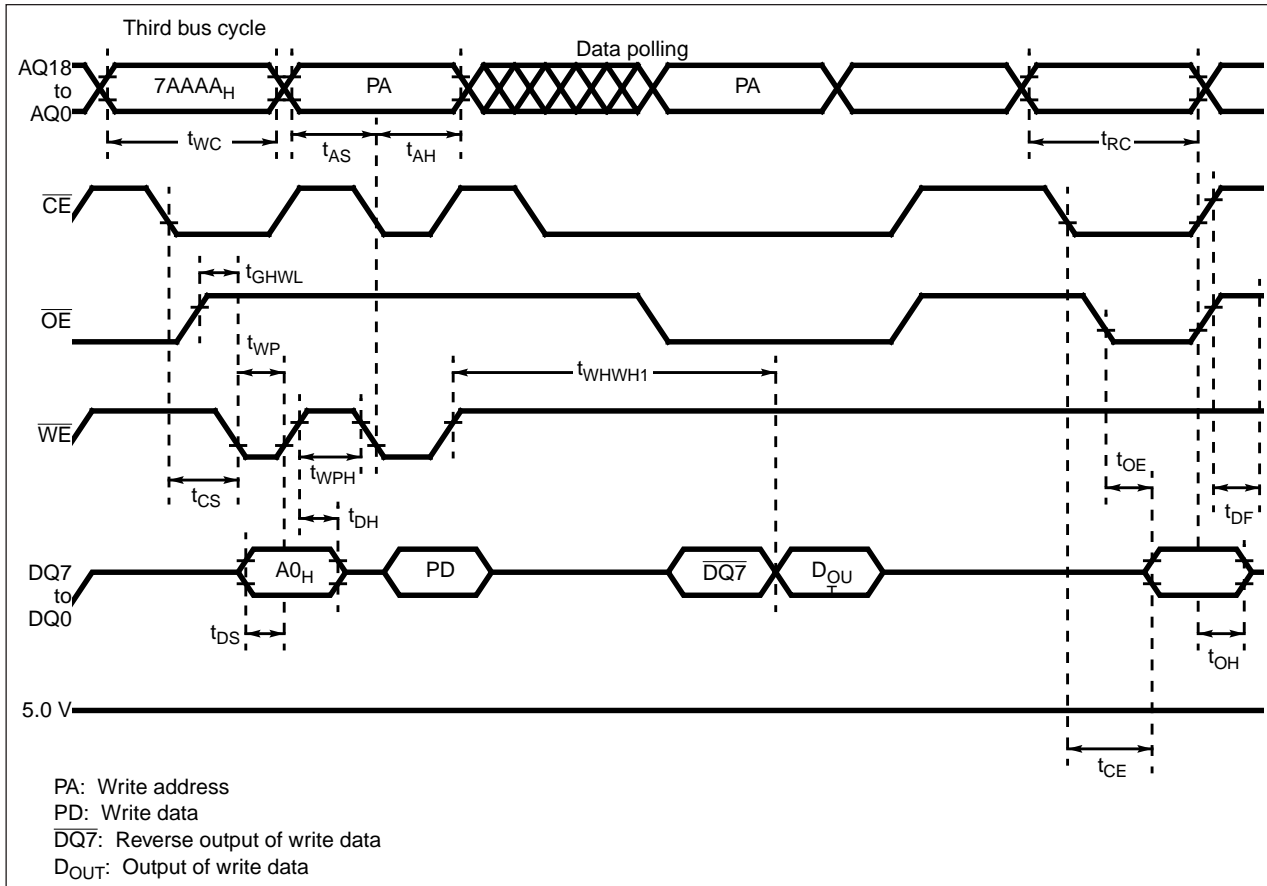 Third bus cycle
Data polling
AQ18
to
AQ0
7AAAAH
PA
PA
tWC
tAS
tAH
tRC
CE
tGHWL
OE
tWP
tWHWH1
WE
tWPH
tOE
tCS
tDH
tDF
DQ7
to
DQ0
A0H
PD
DQ7
DOU
T
tDS
tOH
5.0 V
tCE
PA: Write address
PD: Write data
DQ7: Reverse output of write data
DOUT: Output of write data